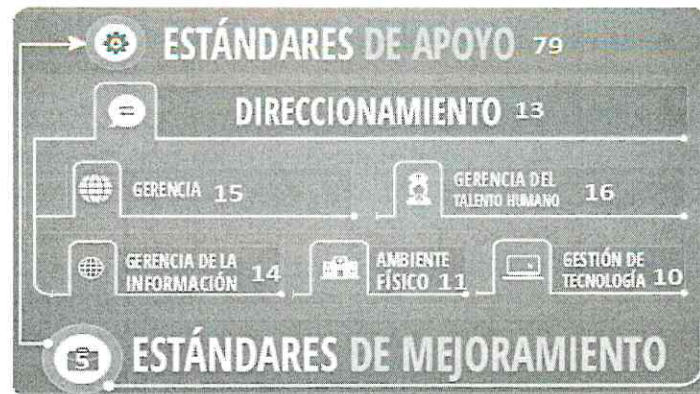 ESTÁNDARES DE APOYO 79
DIRECCIONAMIENTO 13
GERENCIA 15
GERENCIA DEL
TALENTO HUMANO 16
GERENCIA DE LA
INFORMACIÓN 14
AMBIENTE
FÍSICO 11
GESTIÓN DE
TECNOLOGÍA 10
5 ESTÁNDARES DE MEJORAMIENTO